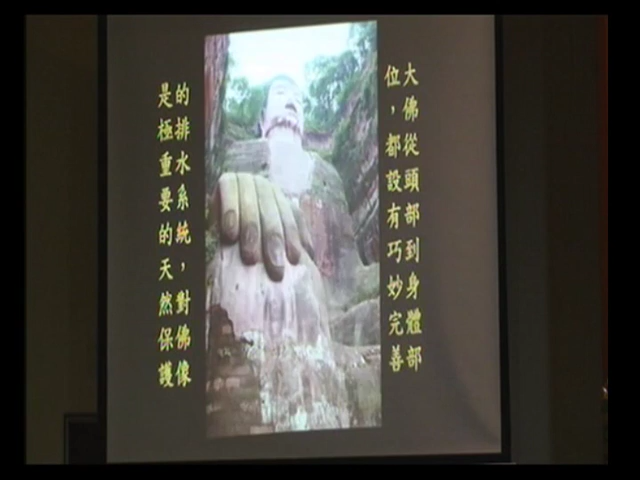 大佛從頭部到身體部
位，都設有巧妙完善
的排水系統，對佛像
是極重要的天然保護